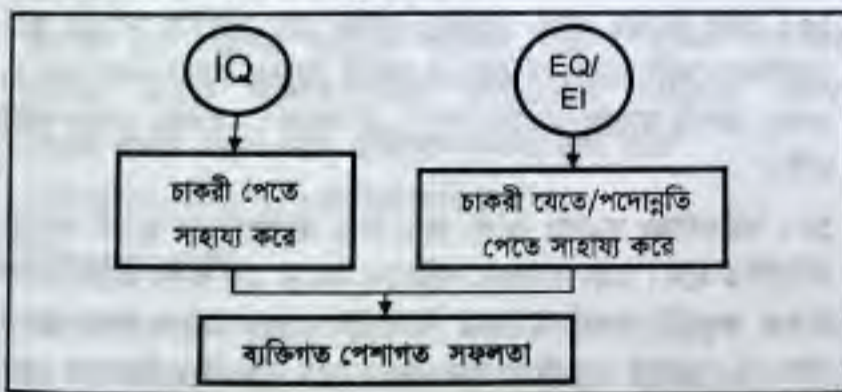 IQ
EQ/
EI
চাকরী পেতে
সাহায্য করে
চাকরী যেতে/পদোন্নতি
পেতে সাহায্য করে
ব্যক্তিগত পেশাগত সফলতা